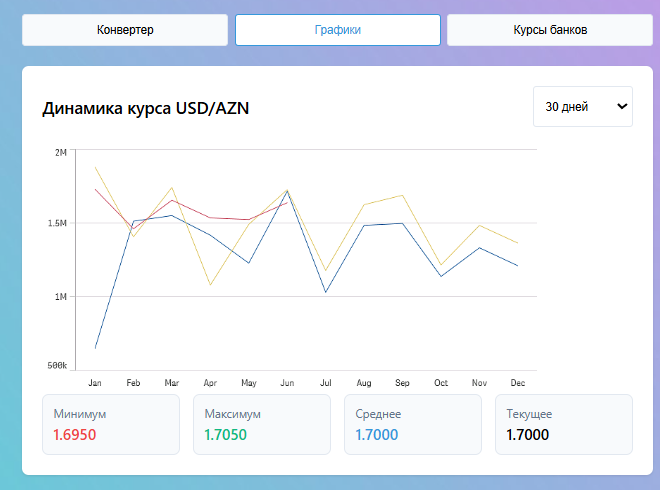 Конвертер Графики Курсы банков
Динамика курса USD/AZN 30 дней
2M
1.5M
1M
500k
Jan Feb Mar Apr May Jun Jul Aug Sep Oct Nov Dec
Минимум Максимум Среднее Текущее
1.6950 1.7050 1.7000 1.7000